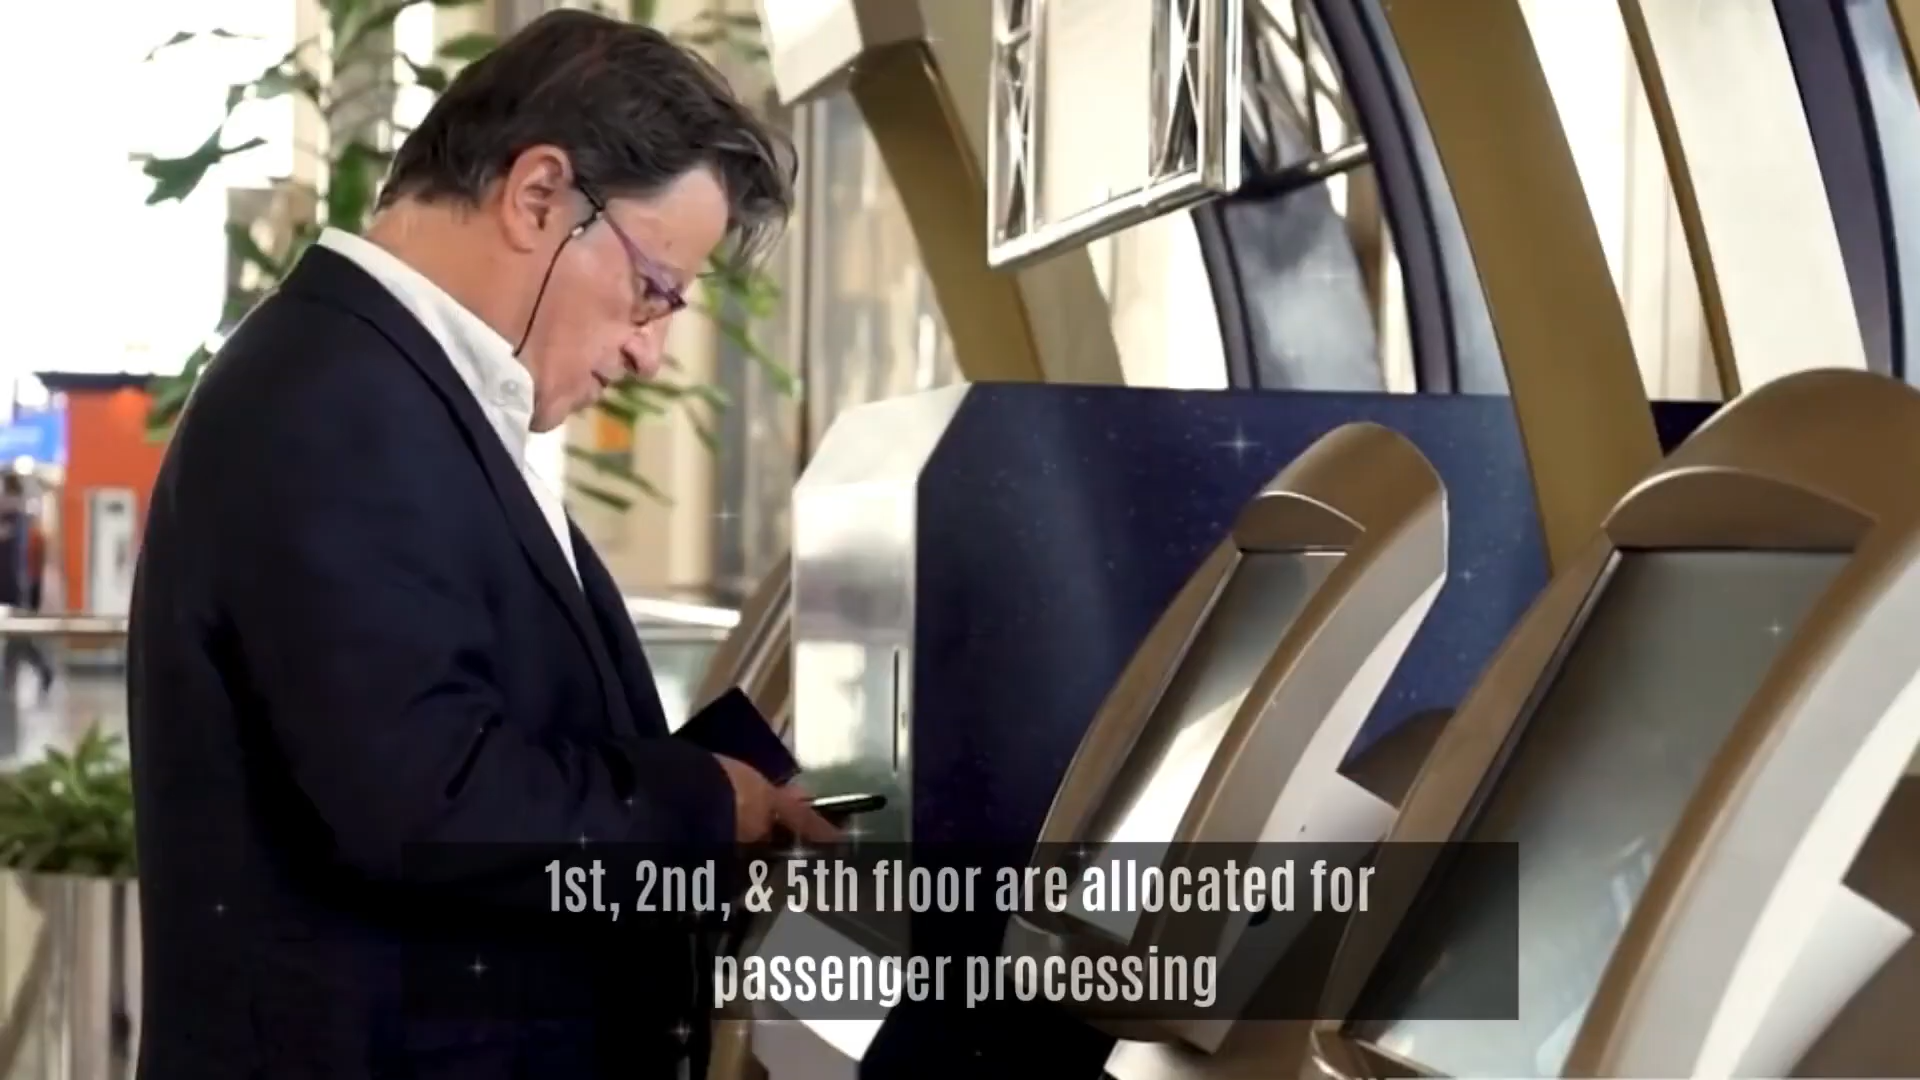 1st, 2nd, & 5th floor are allocated for
passenger processing